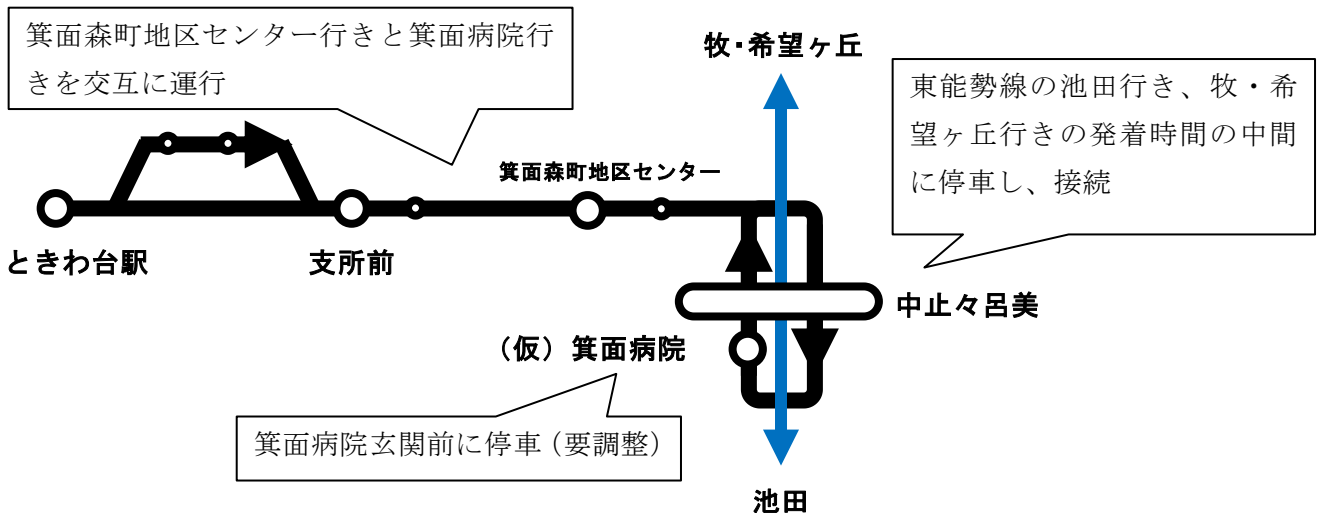 箕面森町地区センター行きと箕面病院行
きを交互に運行
牧・希望ヶ丘
東能勢線の池田行き、牧・希
望ヶ丘行きの発着時間の中間
に停車し、接続
箕面森町地区センター
ときわ台駅
支所前
中止々呂美
（仮）箕面病院
箕面病院玄関前に停車（要調整）
池田